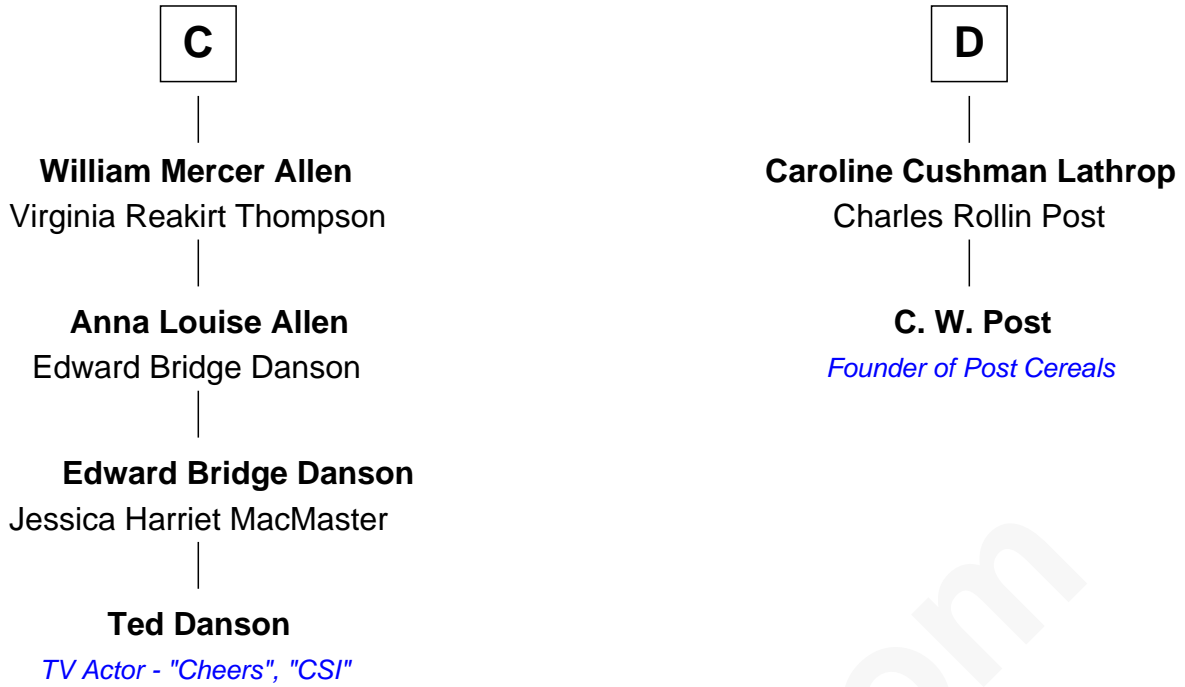 C
William Mercer Allen
Virginia Reakirt Thompson
Anna Louise Allen
Edward Bridge Danson
Edward Bridge Danson
Jessica Harriet MacMaster
Ted Danson
TV Actor - "Cheers", "CSI"
D
Caroline Cushman Lathrop
Charles Rollin Post
C. W. Post
Founder of Post Cereals
om